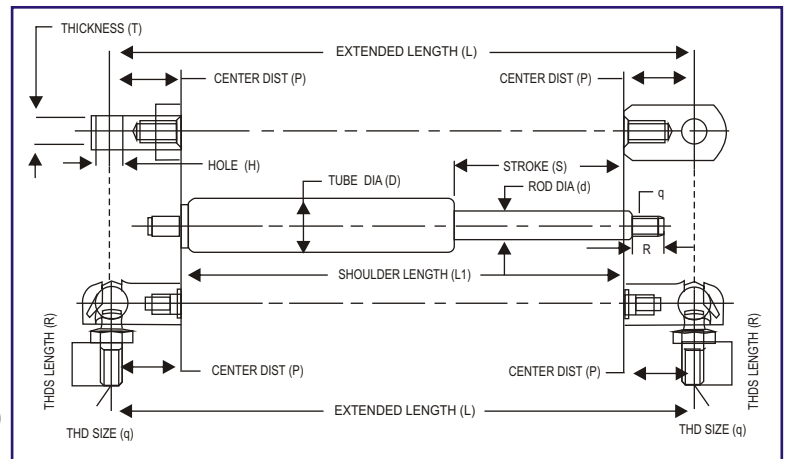 THICKNESS (T)
EXTENDED LENGTH (L)
CENTER DIST (P)
CENTER DIST (P)
HOLE (H)
STROKE (S)
TUBE DIA (D)
ROD DIA (d)
q
R
SHOULDER LENGTH (L1)
THDS LENGTH (R)
THDS LENGTH (R)
CENTER DIST (P)
CENTER DIST (P)
EXTENDED LENGTH (L)
THD SIZE (q)
THD SIZE (q)